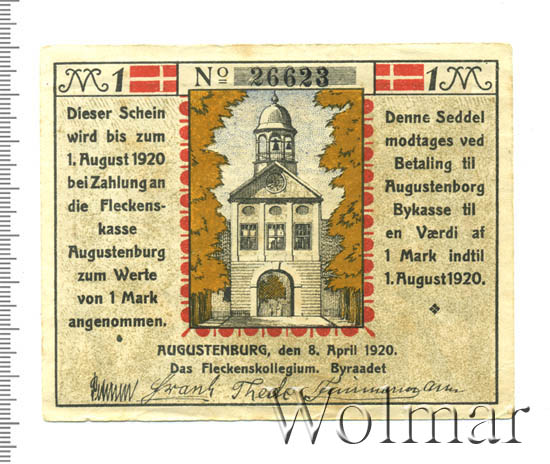 M 1
Nº 26623
1 M
Dieser Schein
wird bis zum
1. August 1920
bei Zahlung an
die Fleckens-
kasse
Augustenburg
zum Werte
von 1 Mark
angenommen.
Denne Seddel
modtages ved
Betaling til
Augustenborg
Bykasse til
en Værdi af
1 Mark indtil
1. August 1920.
AUGUSTENBURG, den 8. April 1920.
Das Fleckenskollegium. Byraadet
Frank Thede
Wolmar